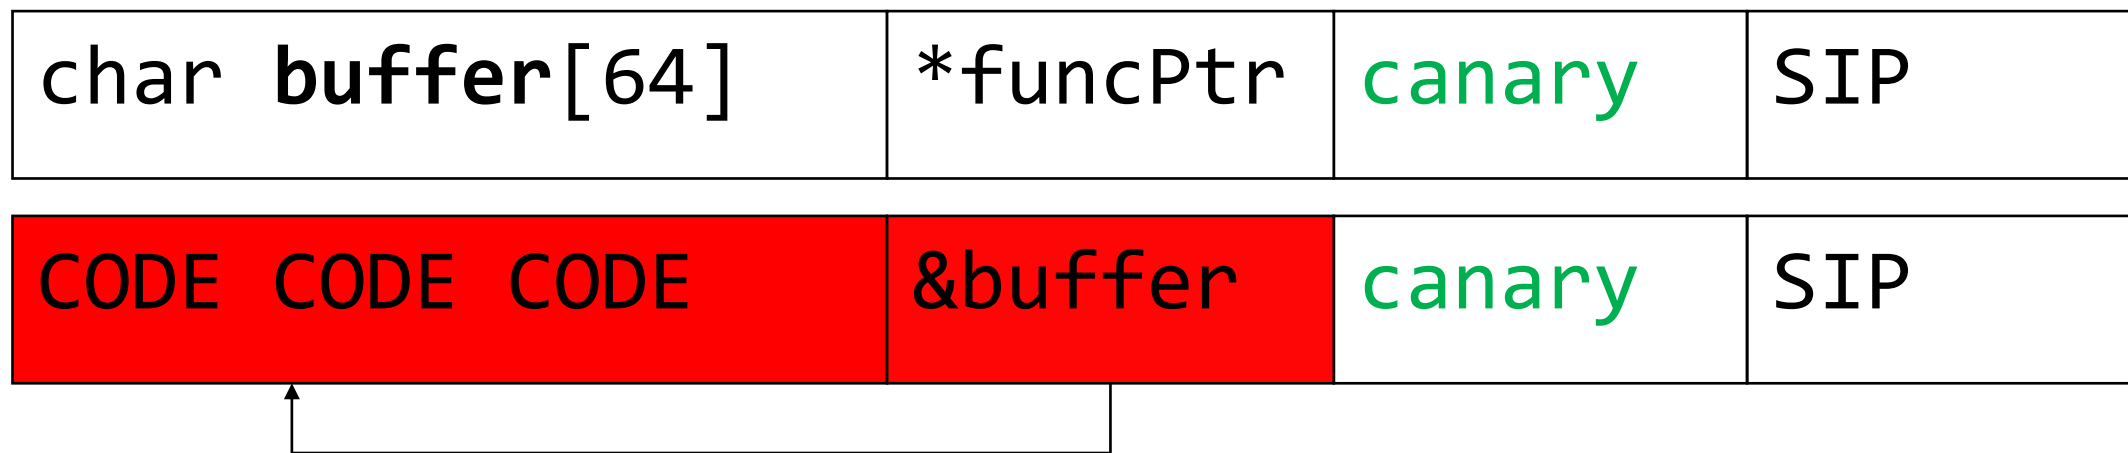 char buffer[64] *funcPtr canary SIP
CODE CODE CODE &buffer canary SIP